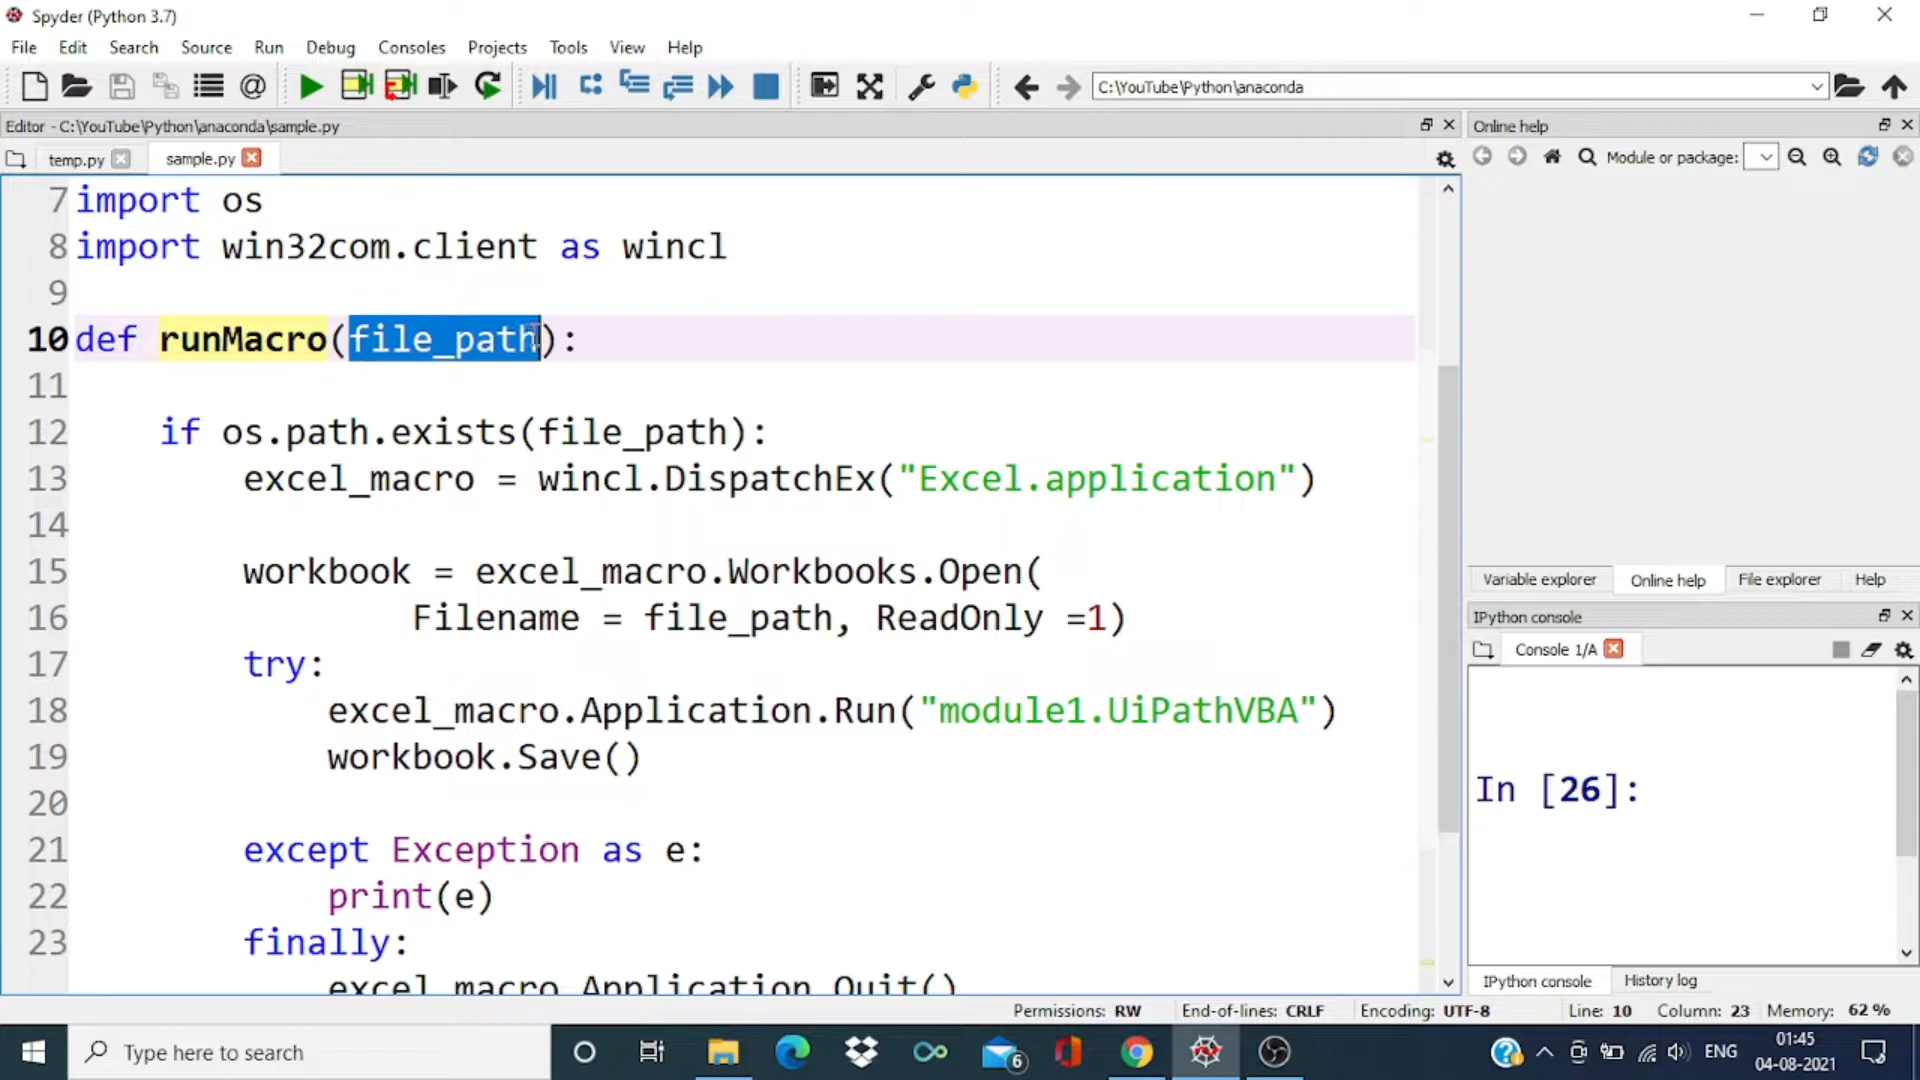 Spyder (Python 3.7)
File Edit Search Source Run Debug Consoles Projects Tools View Help
C:\YouTube\Python\anaconda
Editor - C:\YouTube\Python\anaconda\sample.py
Online help
temp.py sample.py
Module or package:
7 import os
8 import win32com.client as wincl
9
10 def runMacro(file_path):
11
12 if os.path.exists(file_path):
13 excel_macro = wincl.DispatchEx("Excel.application")
14
15 workbook = excel_macro.Workbooks.Open(
16 Filename = file_path, ReadOnly =1)
17 try:
18 excel_macro.Application.Run("module1.UiPathVBA")
19 workbook.Save()
20
21 except Exception as e:
22 print(e)
23 finally:
excel_macro.Application.Quit()
Variable explorer Online help File explorer Help
IPython console
Console 1/A
In [26]:
IPython console History log
Permissions: RW End-of-lines: CRLF Encoding: UTF-8 Line: 10 Column: 23 Memory: 62 %
Type here to search
6
ENG
01:45
04-08-2021